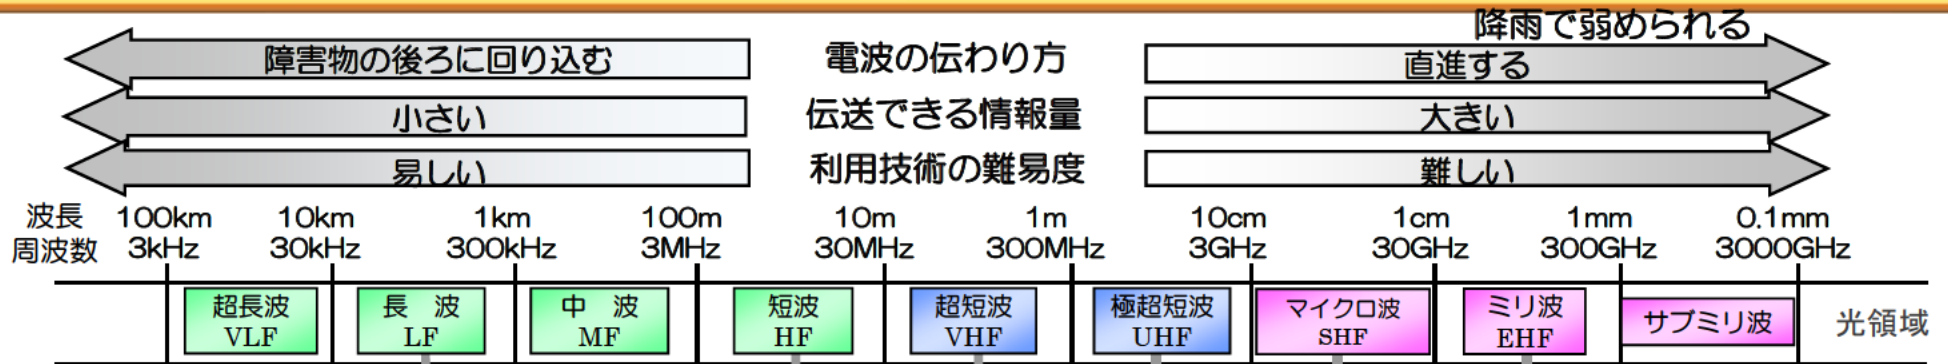 降雨で弱められる
障害物の後ろに回り込む 電波の伝わり方 直進する
小さい 伝送できる情報量 大きい
易しい 利用技術の難易度 難しい
波長 100km 10km 1km 100m 10m 1m 10cm 1cm 1mm 0.1mm
周波数 3kHz 30kHz 300kHz 3MHz 30MHz 300MHz 3GHz 30GHz 300GHz 3000GHz
超長波 長 波 中 波 短波 超短波 極超短波 マイクロ波 ミリ波 サブミリ波 光領域
VLF LF MF HF VHF UHF SHF EHF